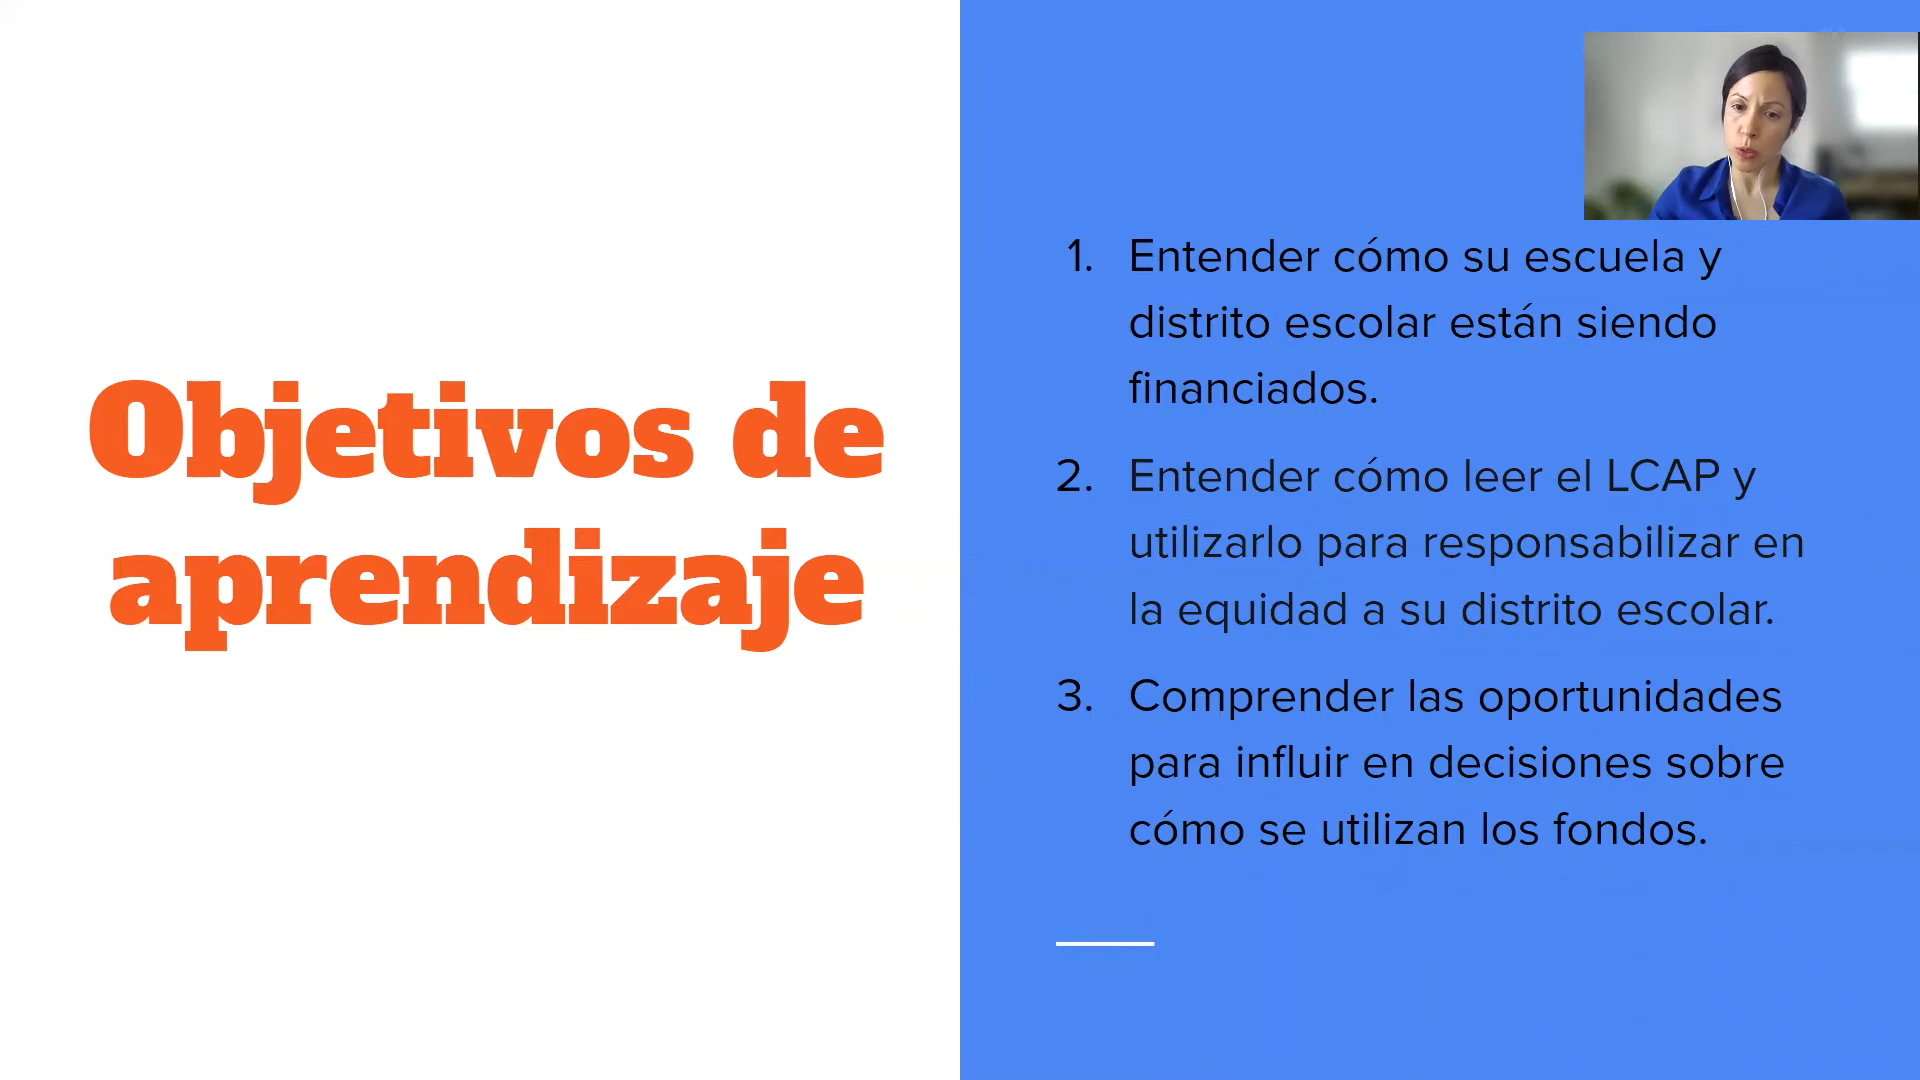 Objetivos de
aprendizaje
1. Entender cómo su escuela y
distrito escolar están siendo
financiados.
2. Entender cómo leer el LCAP y
utilizarlo para responsabilizar en
la equidad a su distrito escolar.
3. Comprender las oportunidades
para influir en decisiones sobre
cómo se utilizan los fondos.